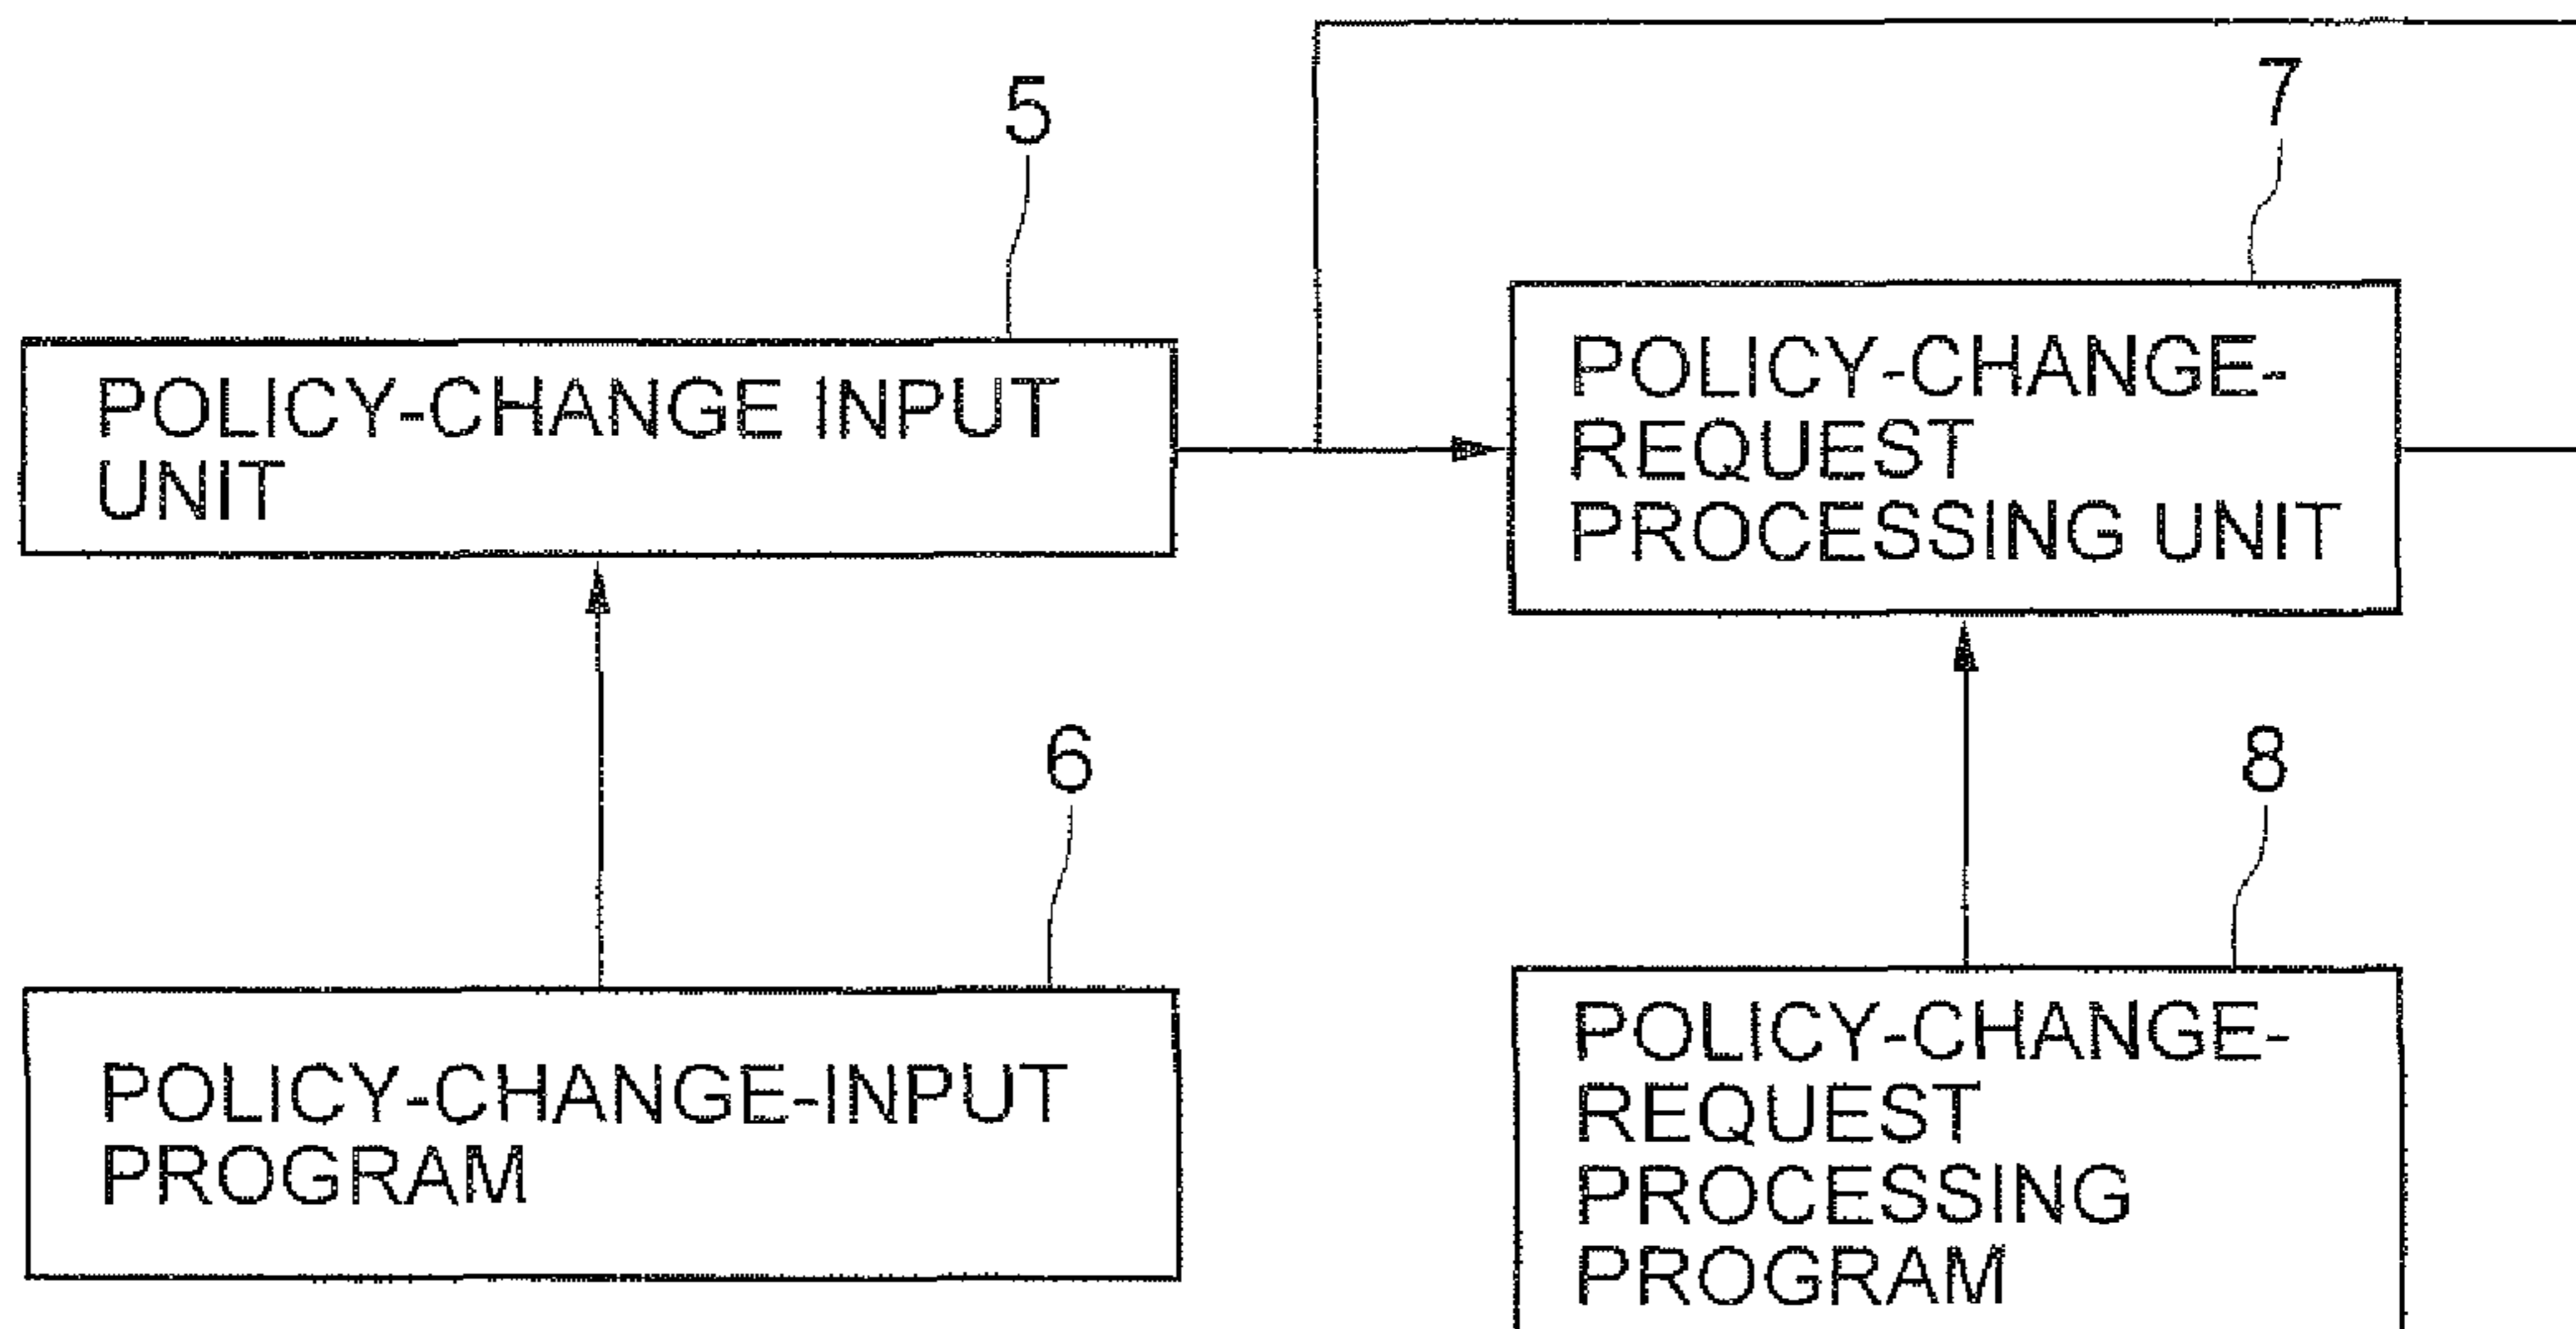 5
POLICY-CHANGE INPUT
UNIT
7
POLICY-CHANGE-
REQUEST
PROCESSING UNIT
6
POLICY-CHANGE-INPUT
PROGRAM
8
POLICY-CHANGE-
REQUEST
PROCESSING
PROGRAM